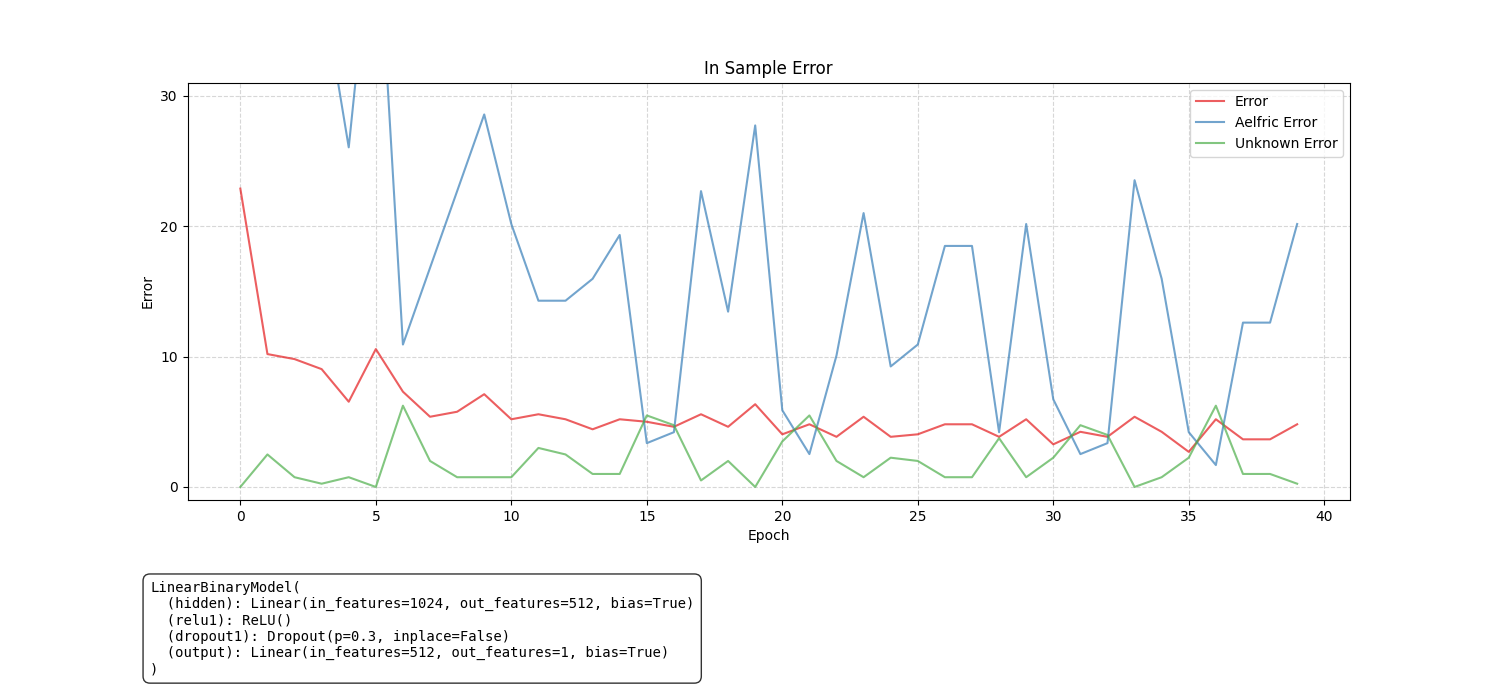 In Sample Error
Error
30
20
10
0
Error
Aelfric Error
Unknown Error
0 5 10 15 20 25 30 35 40
Epoch
LinearBinaryModel(
  (hidden): Linear(in_features=1024, out_features=512, bias=True)
  (relu1): ReLU()
  (dropout1): Dropout(p=0.3, inplace=False)
  (output): Linear(in_features=512, out_features=1, bias=True)
)